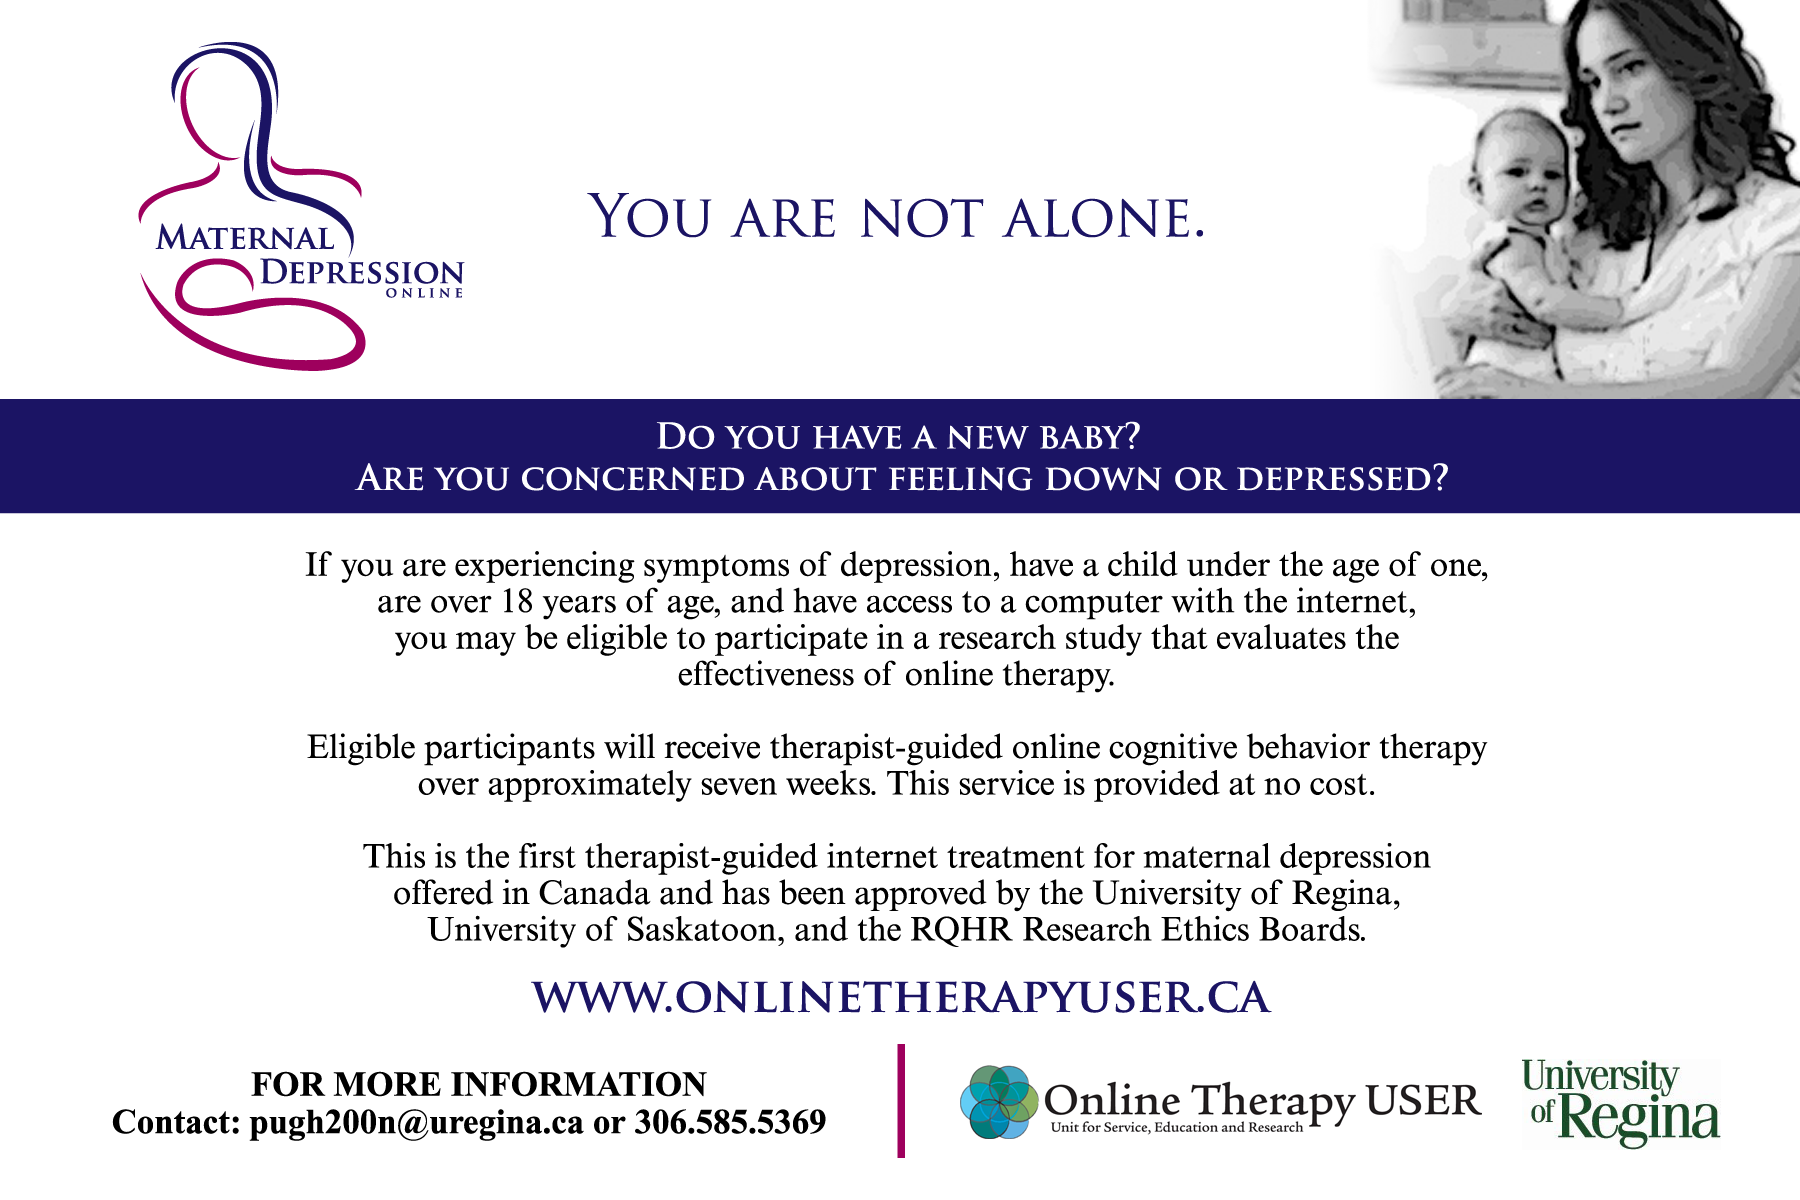 MATERNAL
DEPRESSION
ONLINE
YOU ARE NOT ALONE.
DO YOU HAVE A NEW BABY?
ARE YOU CONCERNED ABOUT FEELING DOWN OR DEPRESSED?
If you are experiencing symptoms of depression, have a child under the age of one,
are over 18 years of age, and have access to a computer with the internet,
you may be eligible to participate in a research study that evaluates the
effectiveness of online therapy.
Eligible participants will receive therapist-guided online cognitive behavior therapy
over approximately seven weeks. This service is provided at no cost.
This is the first therapist-guided internet treatment for maternal depression
offered in Canada and has been approved by the University of Regina,
University of Saskatoon, and the RQHR Research Ethics Boards.
WWW.ONLINETHERAPYUSER.CA
FOR MORE INFORMATION
Contact: pugh200n@uregina.ca or 306.585.5369
Online Therapy USER
Unit for Service, Education and Research
University
of Regina